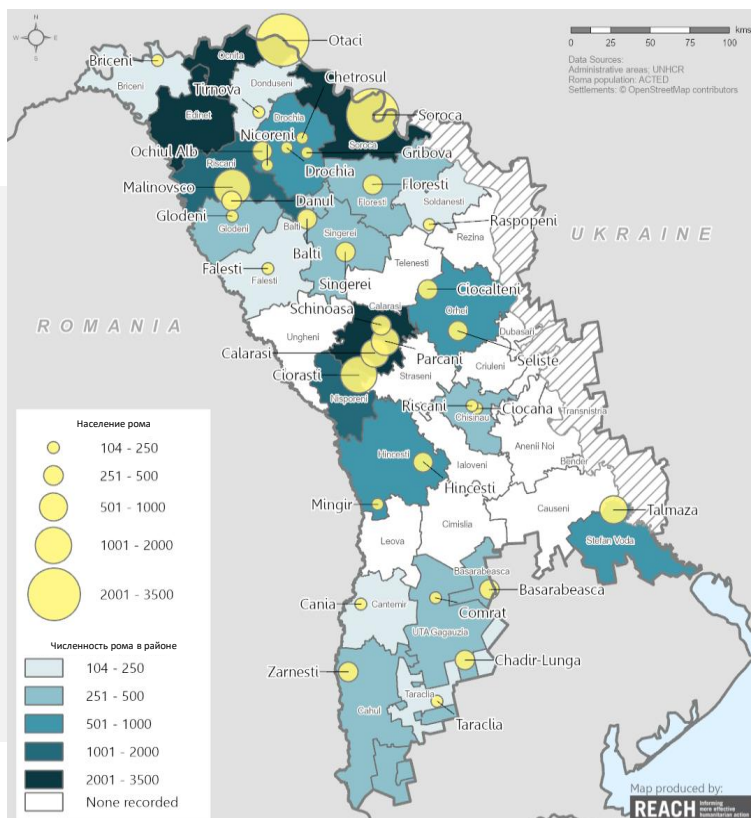 N
W
E
S
0
25
50
75
100
kms
Data Sources:
Administrative areas; UNHCR
Roma population: ACTED
Settlements: © OpenStreetMap contributors
Otaci
Briceni
Ocnita
Chetrosul
Briceni
Donduseni
Tirnova
Edinet
Drochia
Soroca
Soroca
Nicoreni
Ochiul Alb
Gribova
Riscani
Drochia
Malinovsco
Floresti
Danul
Floresti
Soldanesti
Glodeni
Glodeni
Balti
Singerei
Raspopeni
Rezina
UKRAINE
Balti
Telenesti
Falesti
Falesti
Singerei
Ciocalteni
Schinoasa
Calarasi
Orhei
ROMANIA
Ungheni
Dubasari
Parcani
Seliste
Calarasi
Criuleni
Ciorasti
Straseni
Nisporeni
Riscani
Ciocana
Chisinau
Transnistria
Anenii Noi
Hincesti
Ialoveni
Bender
Hincesti
Mingir
Causeni
Talmaza
Cimislia
Leova
Stefan Voda
Basarabeasca
Basarabeasca
Cania
Cantemir
Comrat
UTA Gagauzia
Zarnesti
Chadir-Lunga
Taraclia
Cahul
Taraclia
Население рома
104 - 250
251 - 500
501 - 1000
1001 - 2000
2001 - 3500
Численность рома в районе
104 - 250
251 - 500
501 - 1000
1001 - 2000
2001 - 3500
None recorded
Map produced by:
REACH
Informing
more effective
humanitarian action